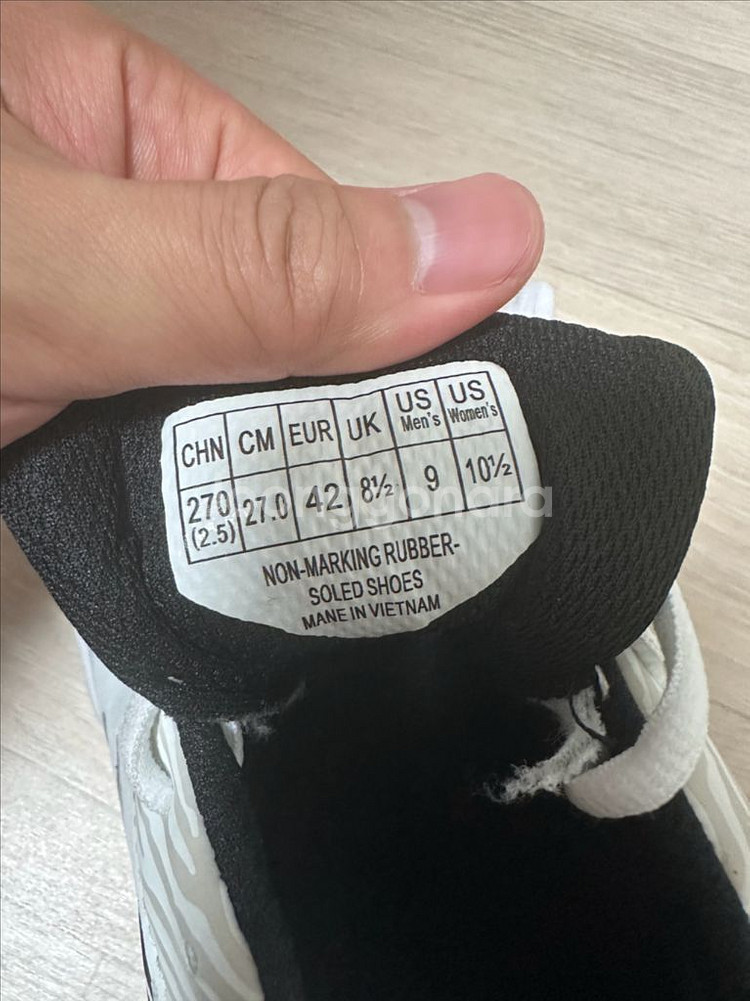 CHN CM EUR UK US Men's US Women's
270 (2.5) 27.0 42 8½ 9 10½
NON-MARKING RUBBER-
SOLED SHOES
MANE IN VIETNAM